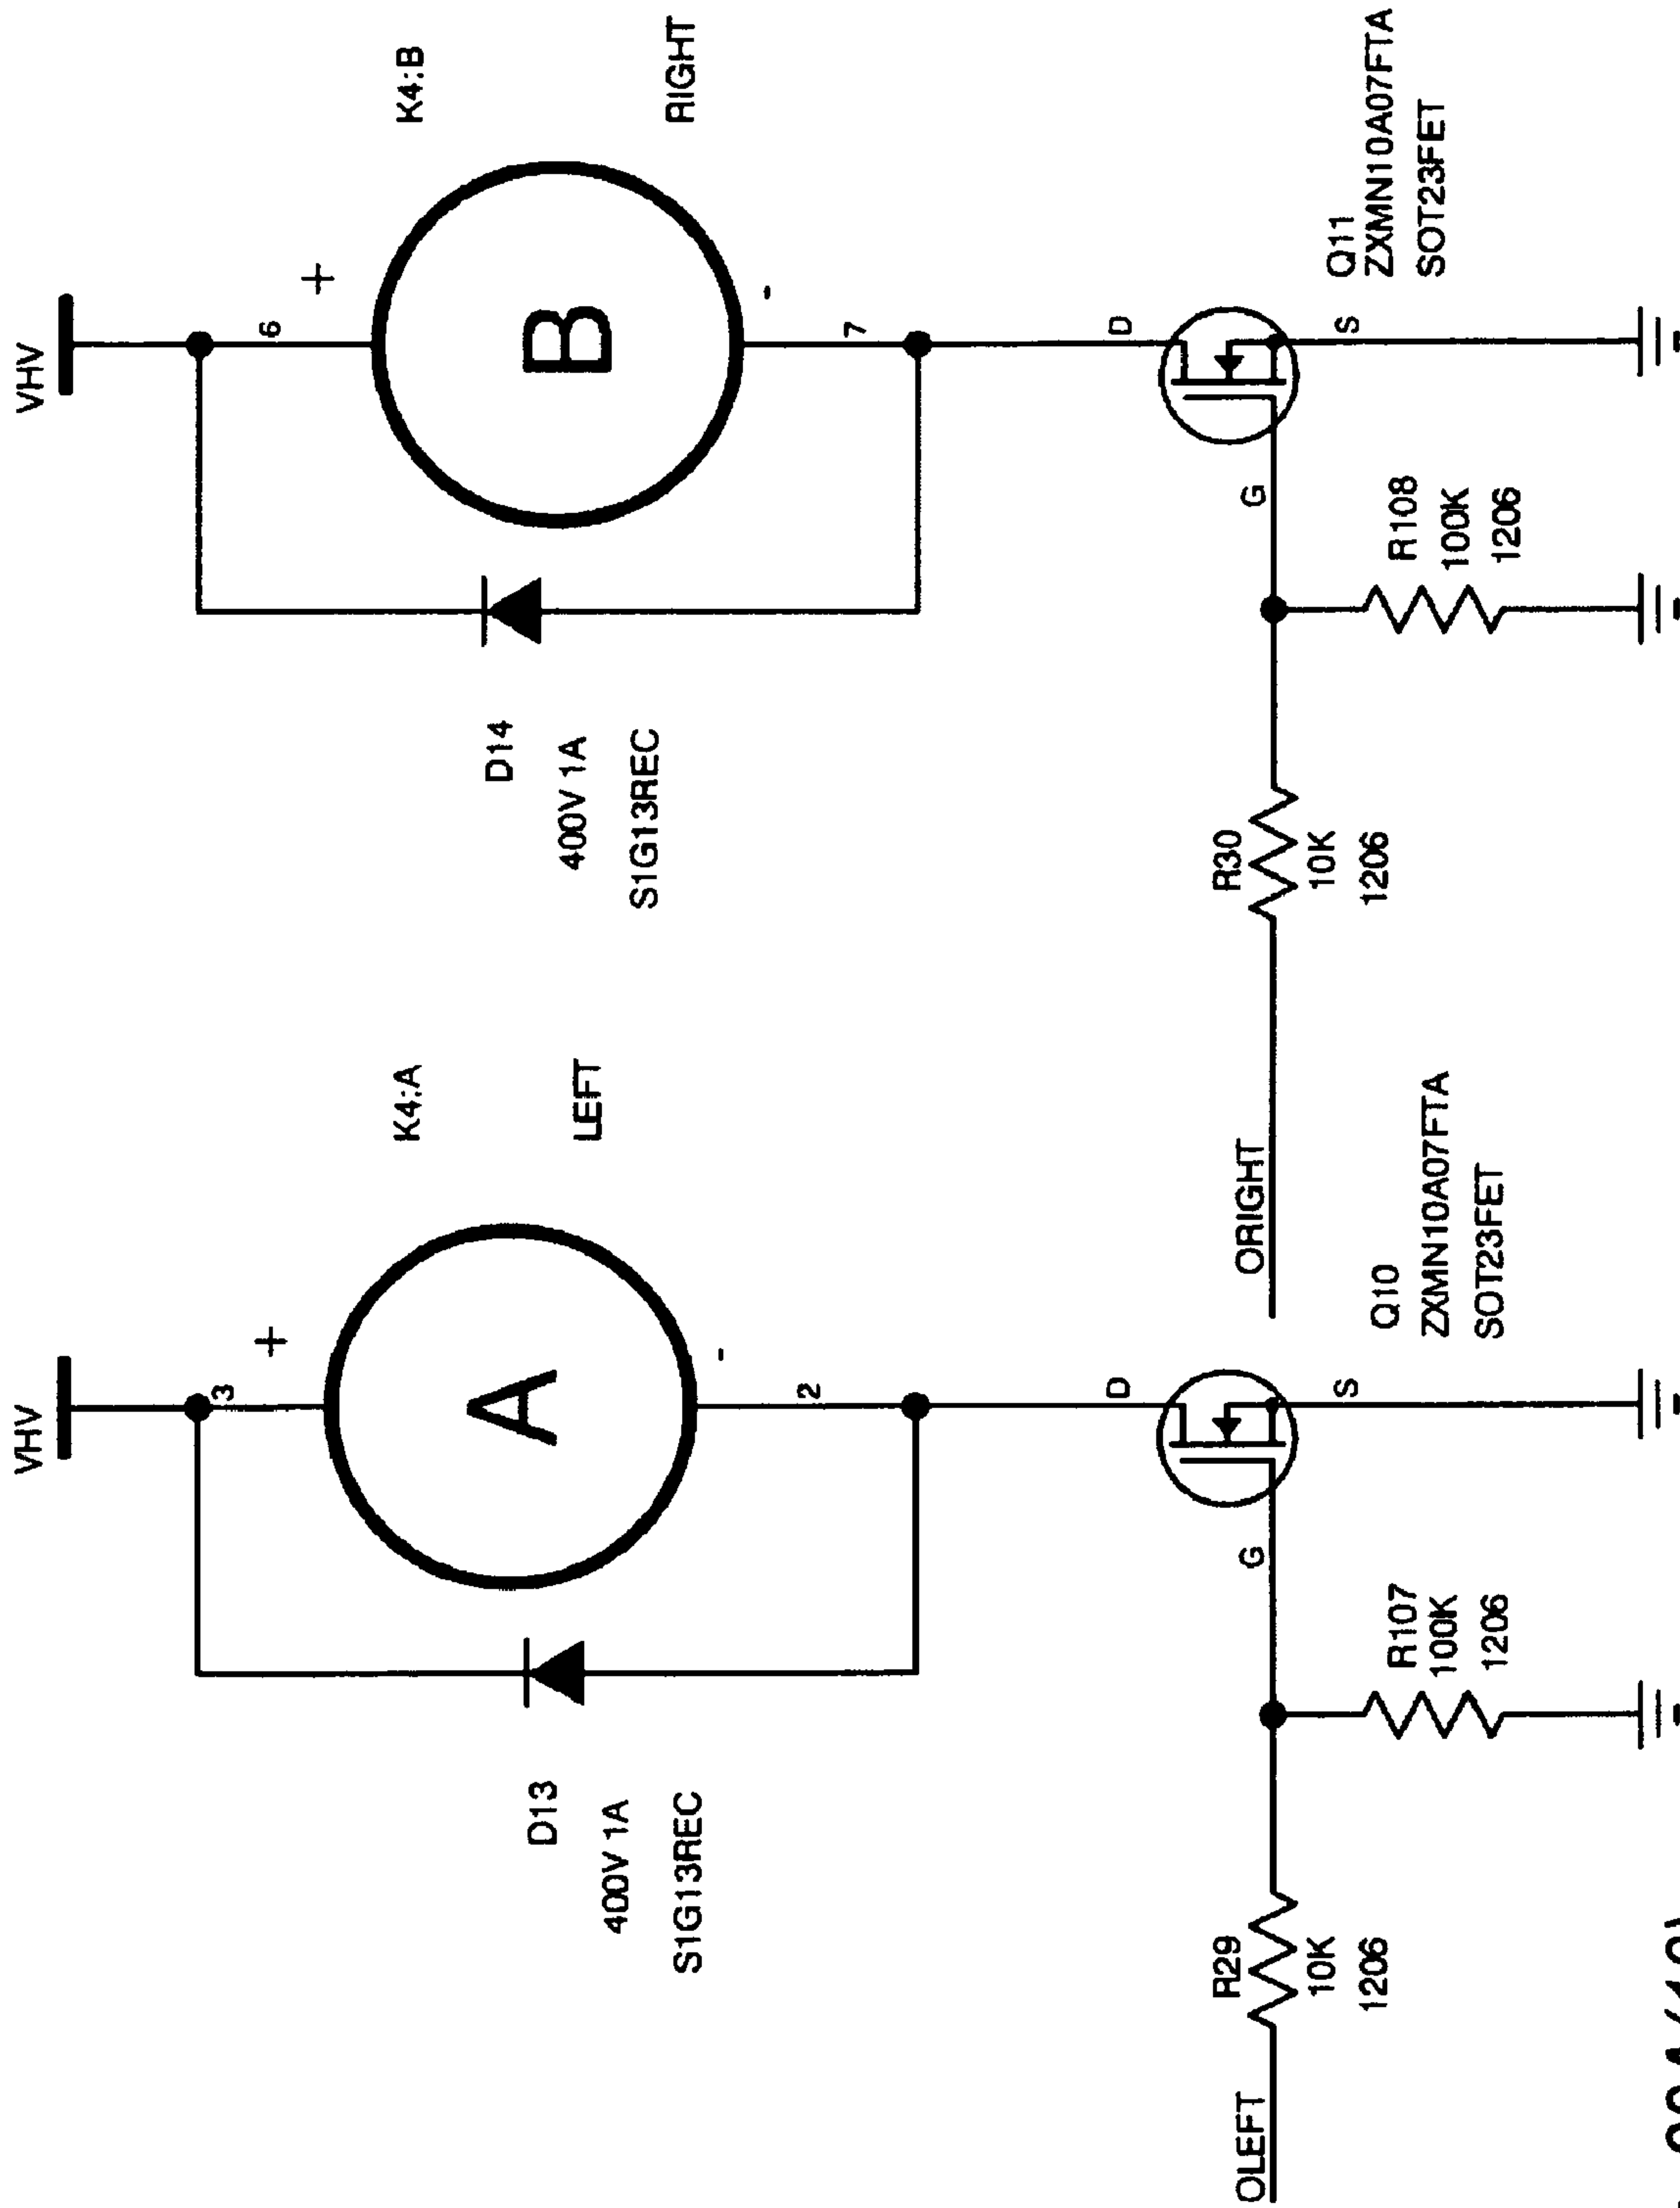 VHV
3
+
K4:A
A
LEFT
-
2
D13
400V 1A
S1G13REC
OLEFT
R29
10K
1206
R107
100K
1206
G
D
S
Q10
ZXMN10A07FTA
SOT23FET
VHV
6
+
K4:B
B
RIGHT
-
7
D14
400V 1A
S1G13REC
ORIGHT
R30
10K
1206
R108
100K
1206
G
D
S
Q11
ZXMN10A07FTA
SOT23FET